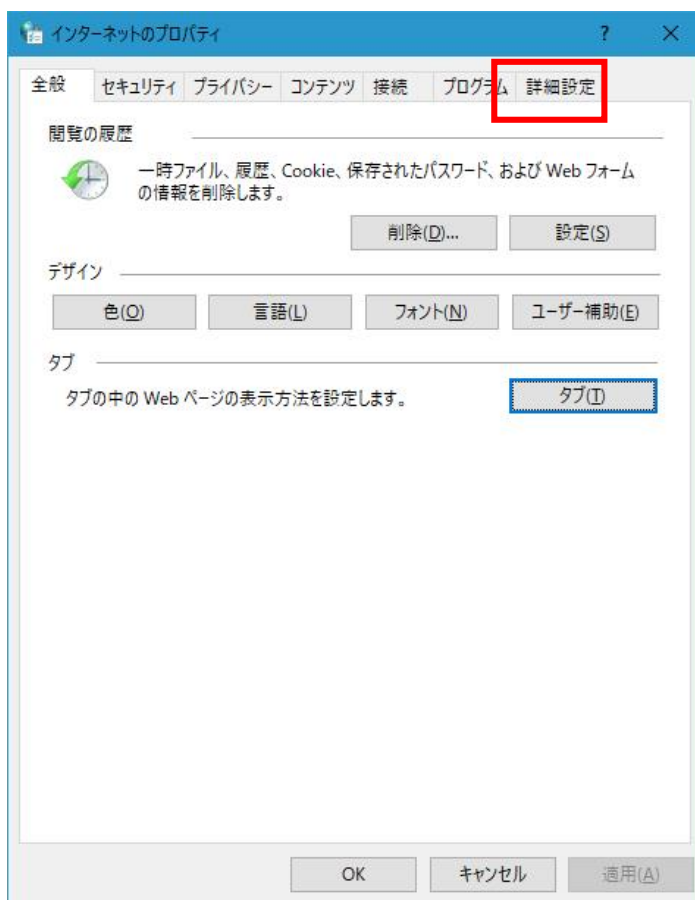 インターネットのプロパティ ?
全般 セキュリティ プライバシー コンテンツ 接続 プログラム 詳細設定
閲覧の履歴
一時ファイル、履歴、Cookie、保存されたパスワード、および Web フォーム
の情報を削除します。
削除(D)... 設定(S)
デザイン
色(O) 言語(L) フォント(N) ユーザー補助(E)
タブ
タブの中の Web ページの表示方法を設定します。 タブ(T)
OK キャンセル 適用(A)